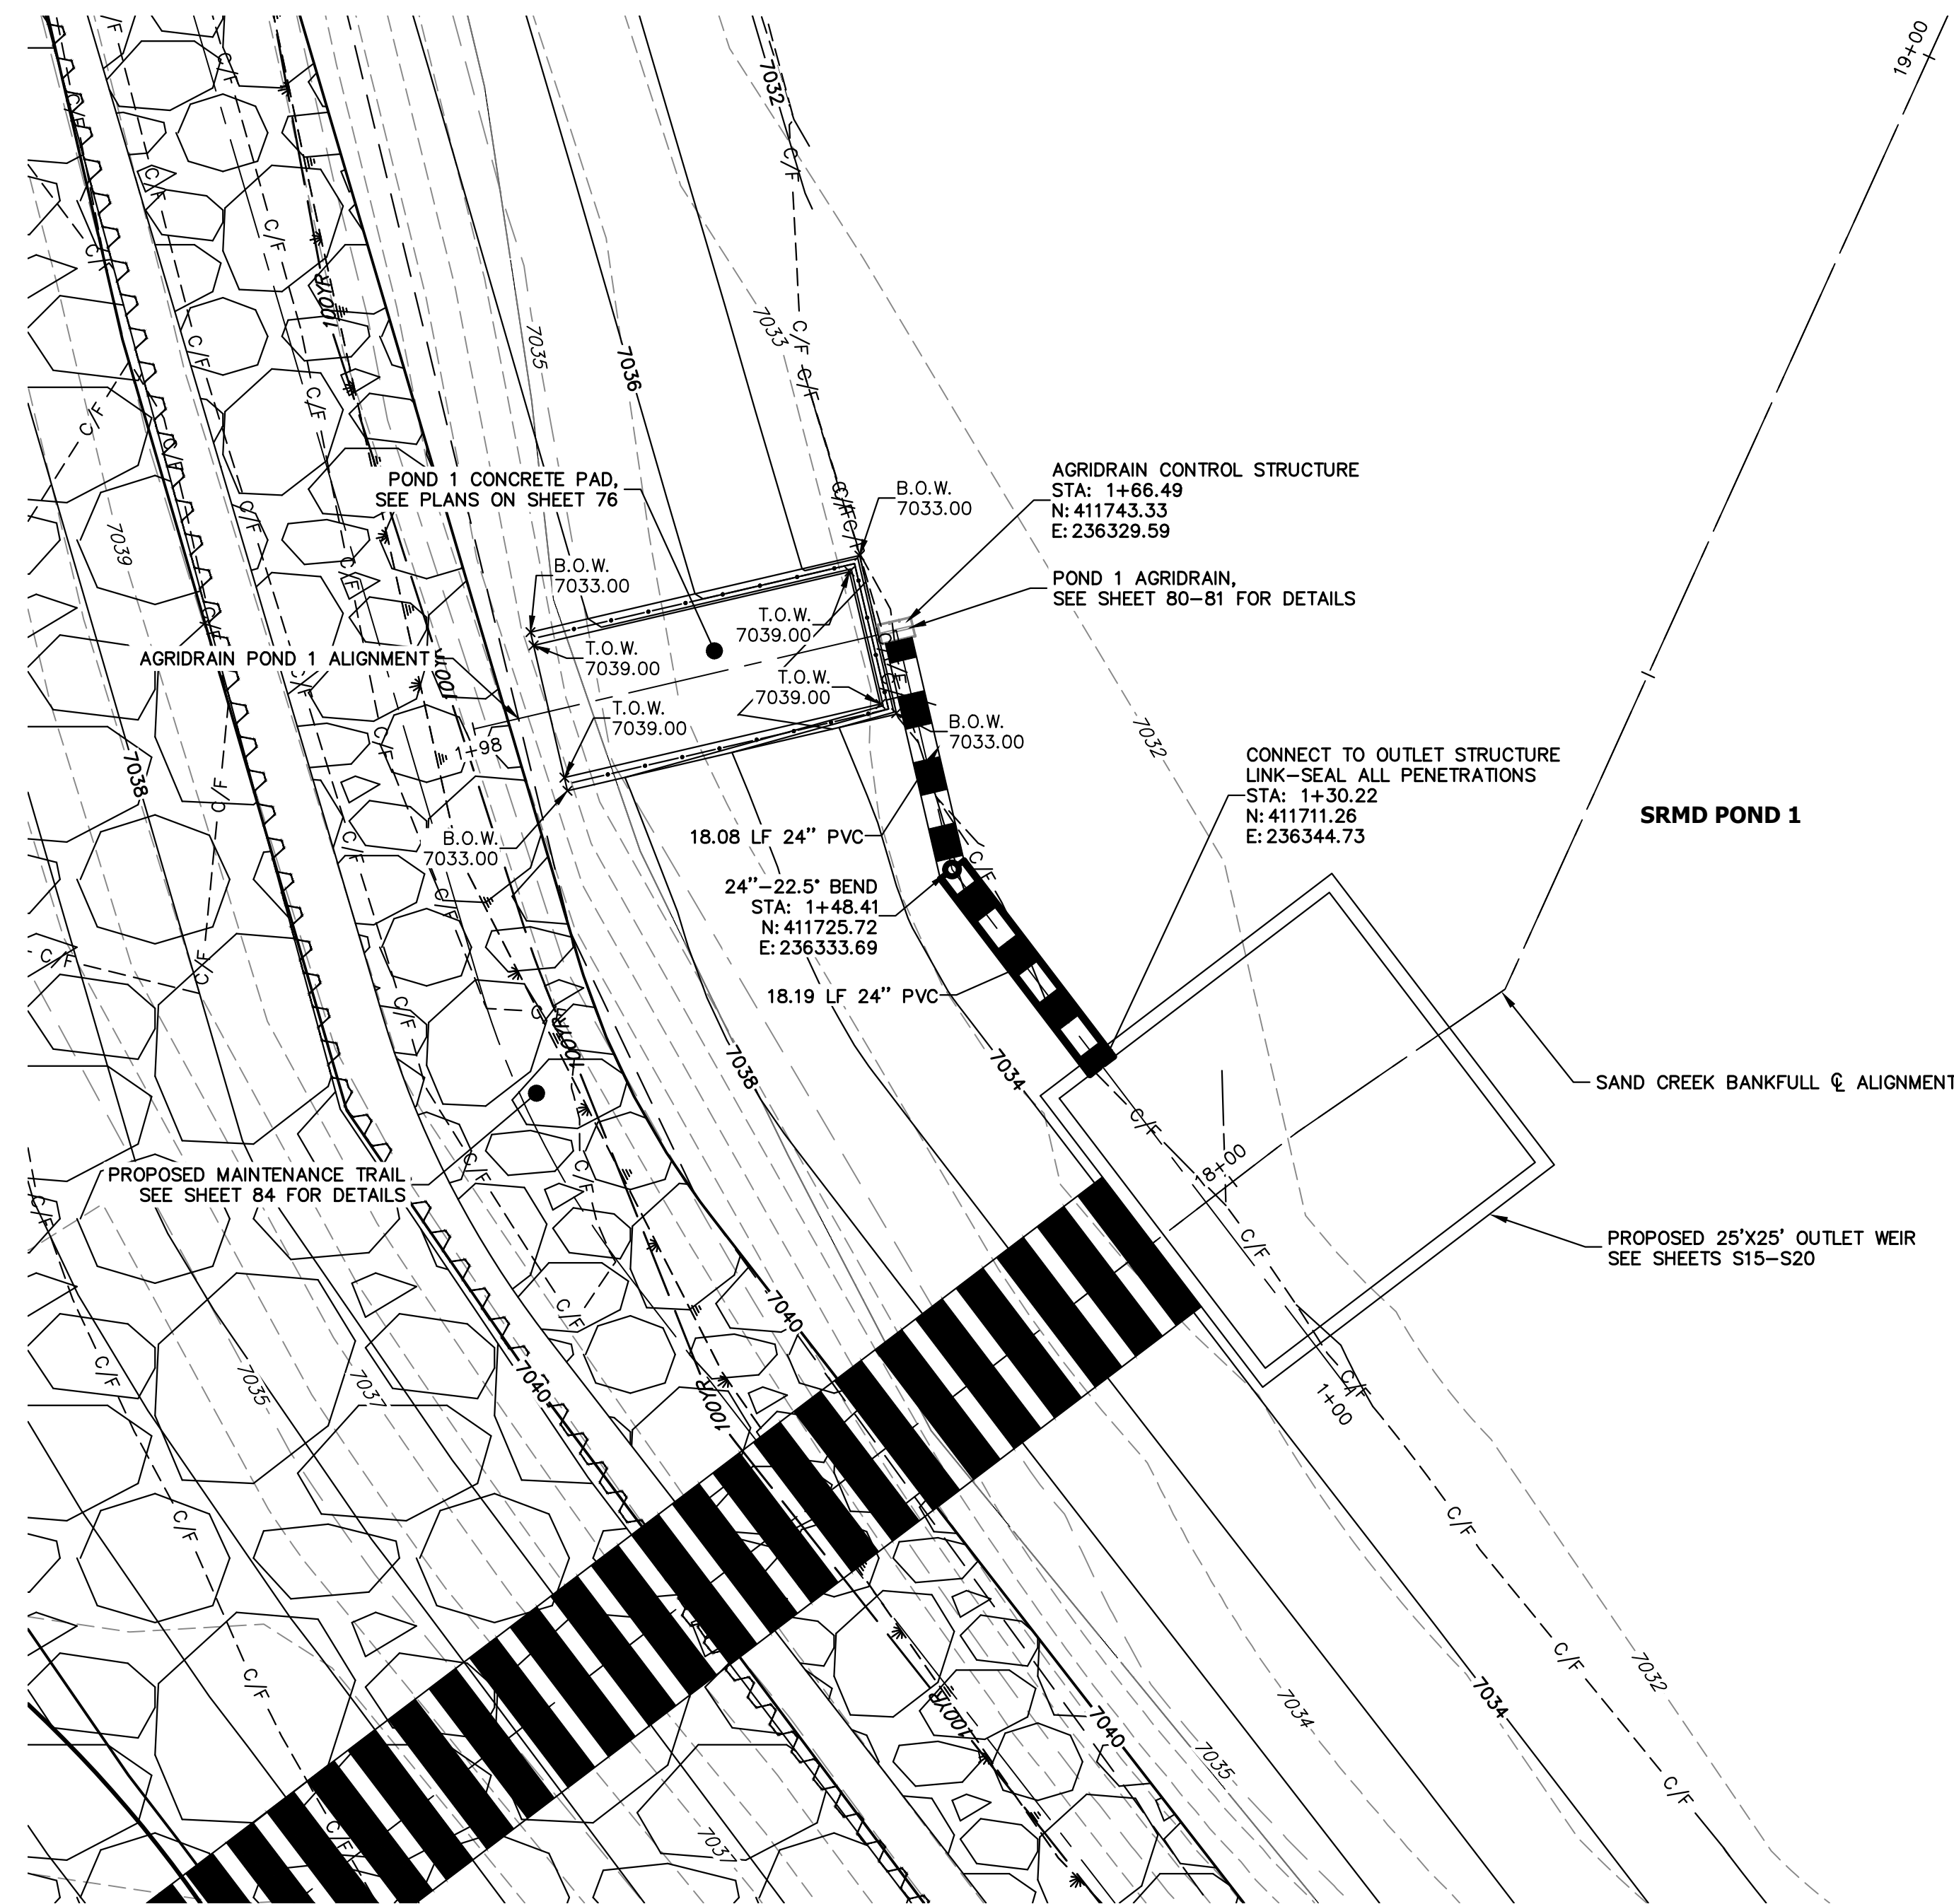 19+00
7032
C/F
C/F
C/F
C/F
C/F
C/F
100YR
7035
7036
7033
C/F
C/F
C/F
C/F
C/F
C/F
7039
POND 1 CONCRETE PAD,
SEE PLANS ON SHEET 76
B.O.W.
7033.00
AGRIDRAIN CONTROL STRUCTURE
STA: 1+66.49
N: 411743.33
E: 236329.59
B.O.W.
7033.00
POND 1 AGRIDRAIN,
SEE SHEET 80-81 FOR DETAILS
T.O.W.
7039.00
T.O.W.
7039.00
AGRIDRAIN POND 1 ALIGNMENT
100YR
T.O.W.
7039.00
T.O.W.
7039.00
B.O.W.
7033.00
7032
1+98
7038
C/F
C/F
C/F
CONNECT TO OUTLET STRUCTURE
LINK-SEAL ALL PENETRATIONS
STA: 1+30.22
N: 411711.26
E: 236344.73
SRMD POND 1
B.O.W.
7033.00
18.08 LF 24" PVC
24"-22.5° BEND
STA: 1+48.41
N: 411725.72
E: 236333.69
18.19 LF 24" PVC
C/F
C/F
C/F
100YR
7038
7034
SAND CREEK BANKFULL ℄ ALIGNMENT
C/F
18+00
PROPOSED MAINTENANCE TRAIL
SEE SHEET 84 FOR DETAILS
C/F
C/F
C/F
C/F
PROPOSED 25'X25' OUTLET WEIR
SEE SHEETS S15-S20
7040
C/F
C/F
7035
7037
7040
100YR
C/F
1+00
C/F
C/F
C/F
C/F
7032
7034
7034
100YR
7040
7035
C/F
C/F
7037